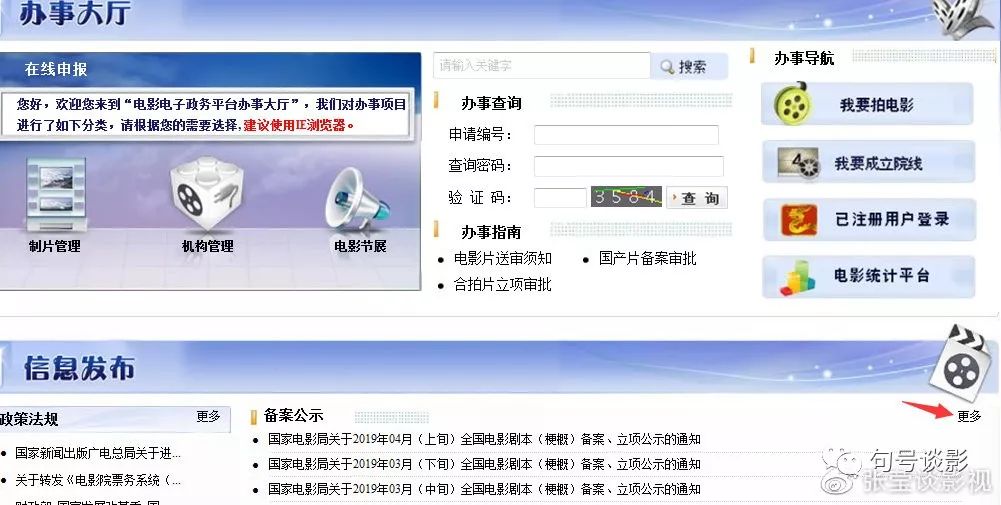 办事大厅
在线申报
您好，欢迎您来到“电影电子政务平台办事大厅”，我们对办事项目
进行了如下分类，请根据您的需要选择,建议使用IE浏览器。
制片管理
机构管理
电影节展
请输入关键字
搜索
办事查询
申请编号：
查询密码：
验 证 码：
3584
查 询
办事指南
电影片送审须知
国产片备案审批
合拍片立项审批
办事导航
我要拍电影
我要成立院线
已注册用户登录
电影统计平台
信息发布
政策法规
更多
国家新闻出版广电总局关于进...
关于转发《电影院票务系统（...
备案公示
更多
国家电影局关于2019年04月（上旬）全国电影剧本（梗概）备案、立项公示的通知
国家电影局关于2019年03月（下旬）全国电影剧本（梗概）备案、立项公示的通知
国家电影局关于2019年03月（中旬）全国电影剧本（梗概）备案、立项公示的通知
句号谈影
张宝谈影视